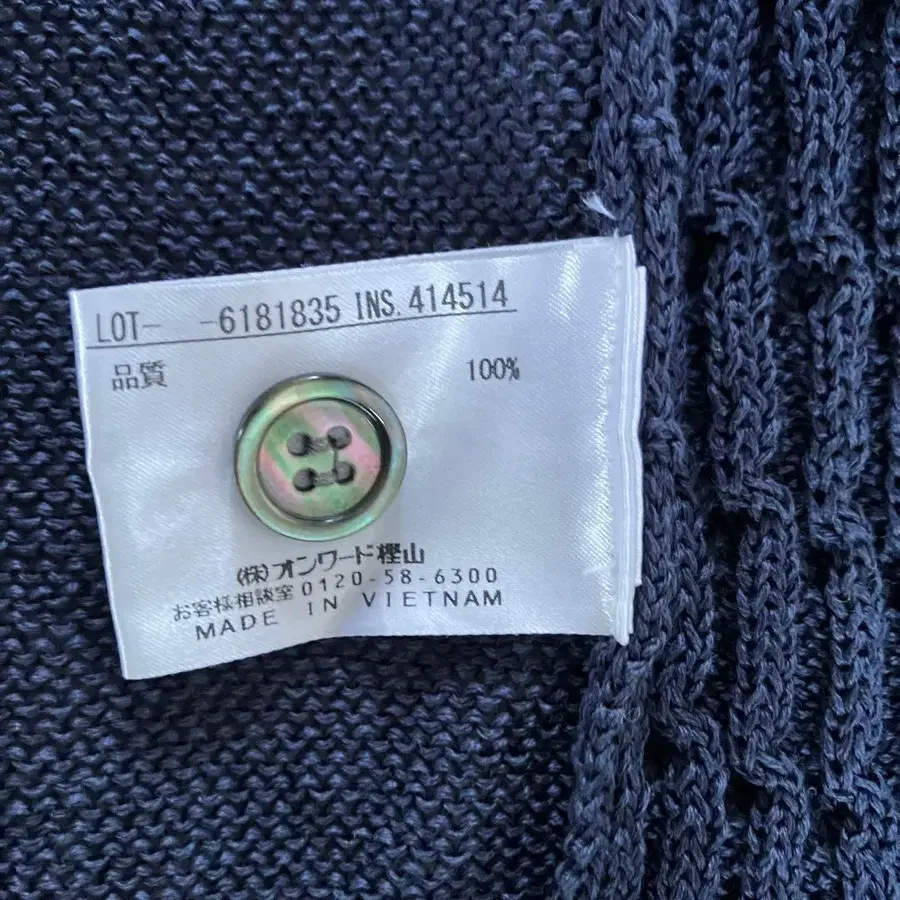 LOT- -6181835 INS. 414514
品質 100%
(株)オンワード樫山
お客様相談室 0120-58-6300
MADE IN VIETNAM